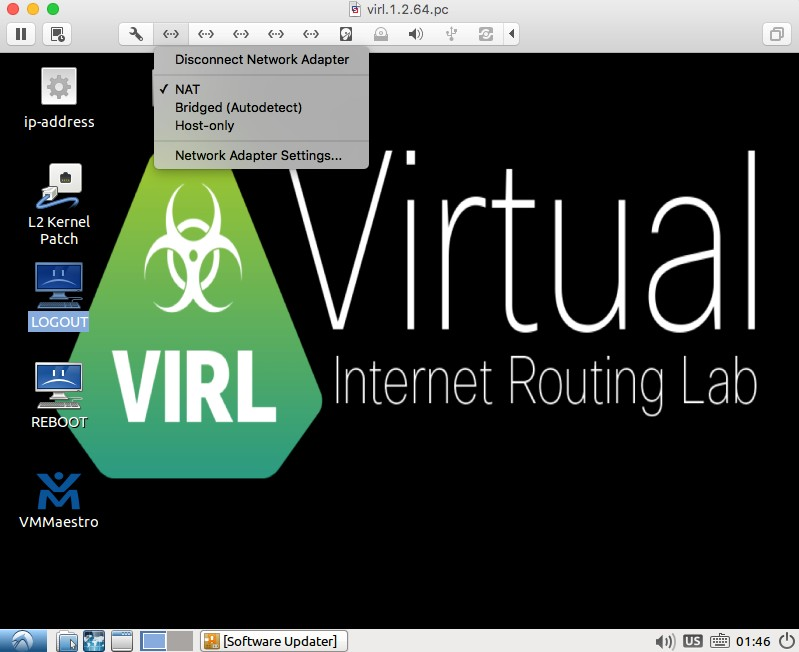 virl.1.2.64.pc
Disconnect Network Adapter
✓ NAT
Bridged (Autodetect)
Host-only
Network Adapter Settings...
ip-address
L2 Kernel
Patch
LOGOUT
REBOOT
VMMaestro
VIRL
Virtual
Internet Routing Lab
[Software Updater]
US
01:46